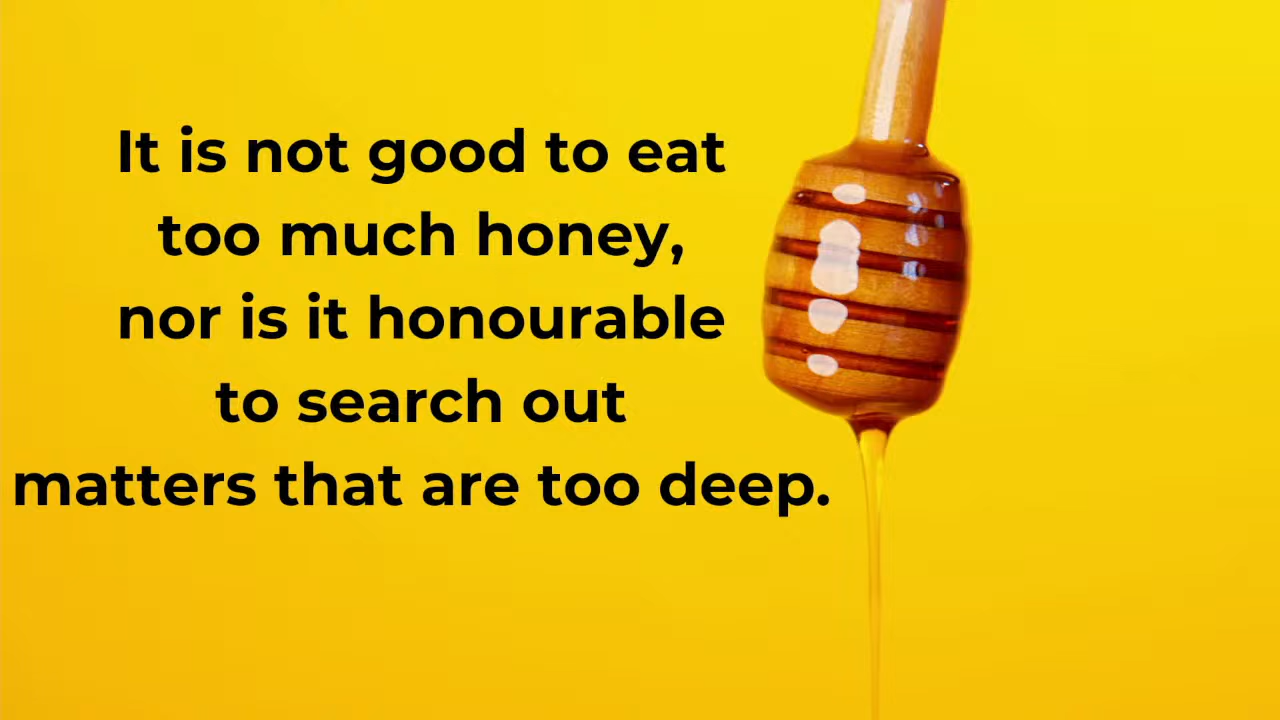 It is not good to eat
too much honey,
nor is it honourable
to search out
matters that are too deep.